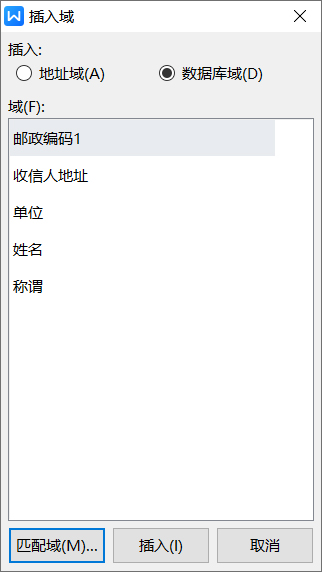 插入域
插入:
地址域(A)
数据库域(D)
域(F):
邮政编码1
收信人地址
单位
姓名
称谓
匹配域(M)...
插入(I)
取消